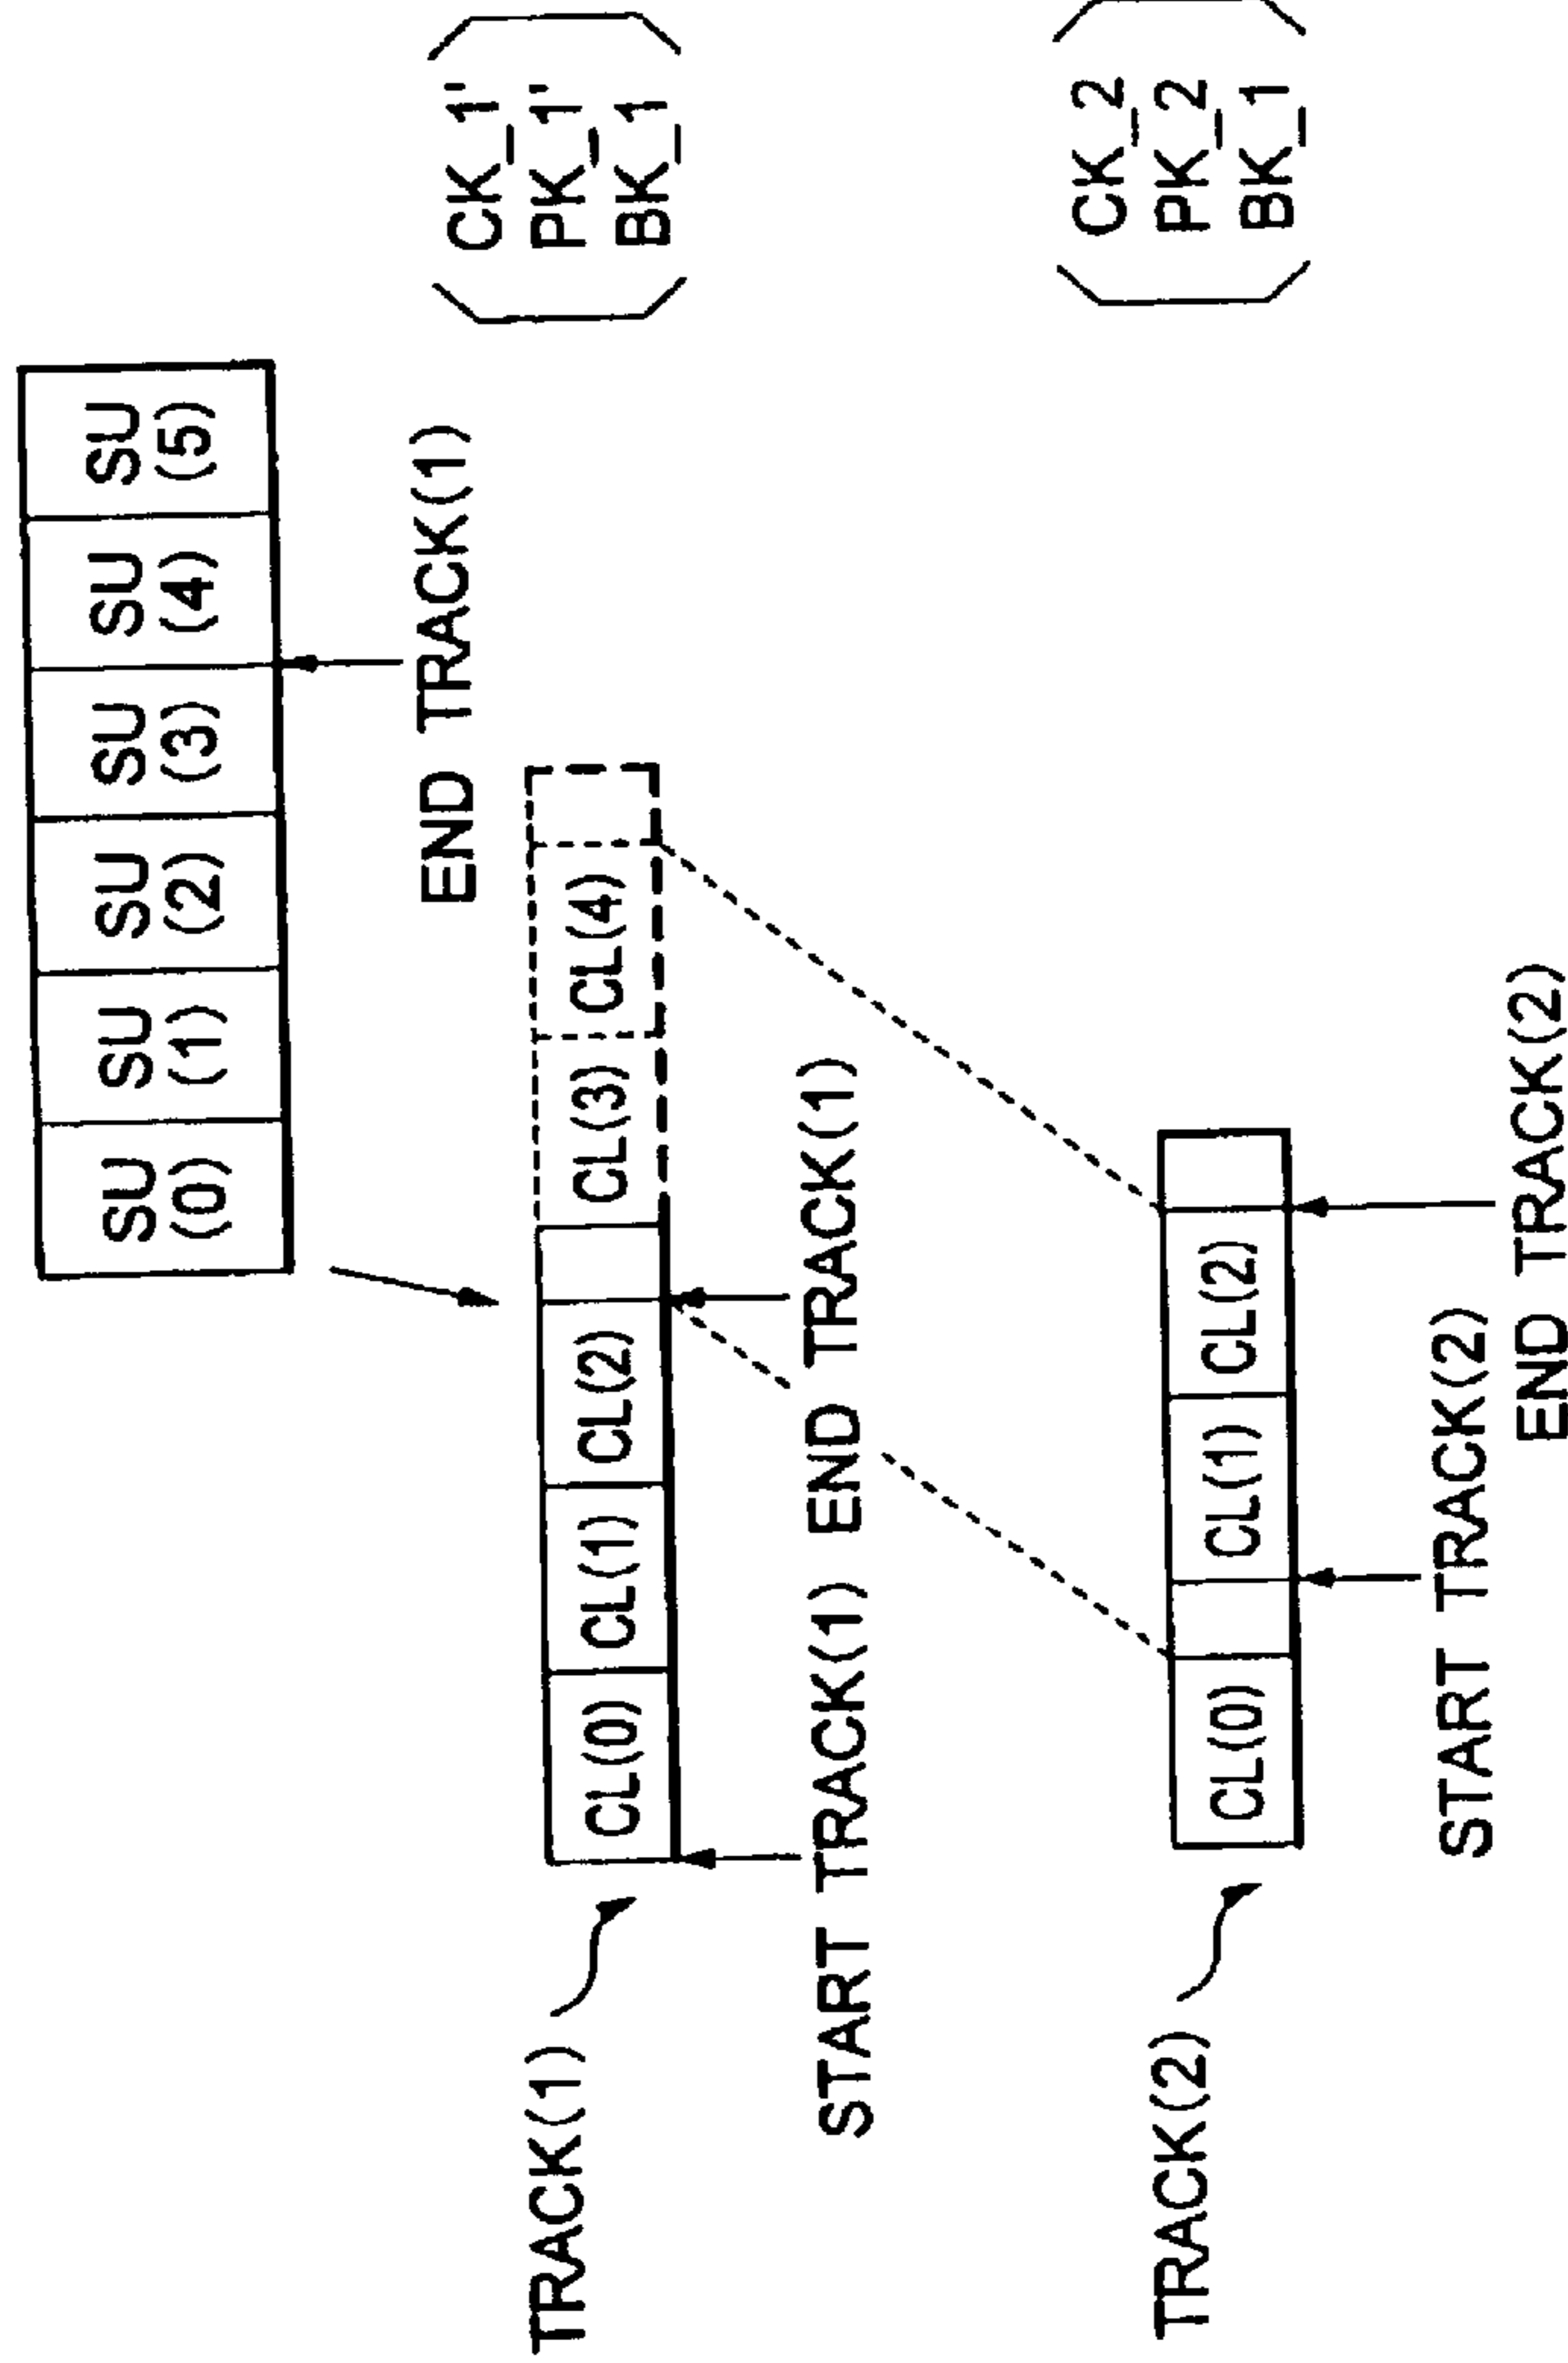 SU SU SU SU SU SU
(0) (1) (2) (3) (4) (5)
END TRACK(1)
TRACK(1)
CL(0) CL(1) CL(2) CL(3) CL(4)
CK_1'
PK_1'
BK_1
START TRACK(1) END TRACK(1)
TRACK(2)
CL(0) CL(1) CL(2)
CK_2
PK_2
BK_1
START TRACK(2)
END TRACK(2)